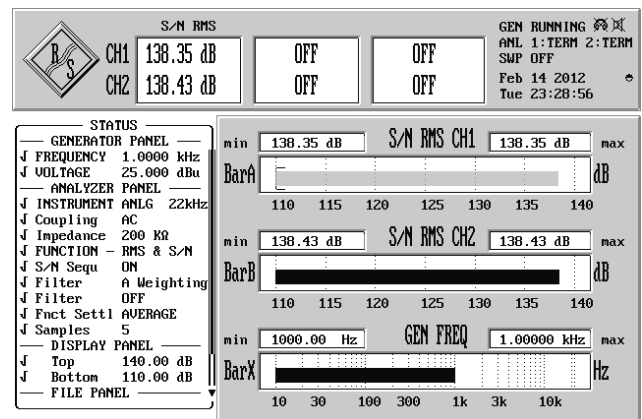 S/N RMS
R/S CH1 138.35 dB OFF OFF
CH2 138.43 dB OFF OFF
GEN RUNNING
ANL 1:TERM 2:TERM
SWP OFF
Feb 14 2012
Tue 23:28:56
STATUS
GENERATOR PANEL
FREQUENCY 1.0000 kHz
VOLTAGE 25.000 dBu
ANALYZER PANEL
INSTRUMENT ANLG 22kHz
Coupling AC
Impedance 200 KΩ
FUNCTION - RMS & S/N
S/N Sequ ON
Filter A Weighting
Filter OFF
Fnct Settl AVERAGE
Samples 5
DISPLAY PANEL
Top 140.00 dB
Bottom 110.00 dB
FILE PANEL
min 138.35 dB S/N RMS CH1 138.35 dB max
BarA dB
110 115 120 125 130 135 140
min 138.43 dB S/N RMS CH2 138.43 dB max
BarB dB
110 115 120 125 130 135 140
min 1000.00 Hz GEN FREQ 1.00000 kHz max
BarX Hz
10 30 100 300 1k 3k 10k